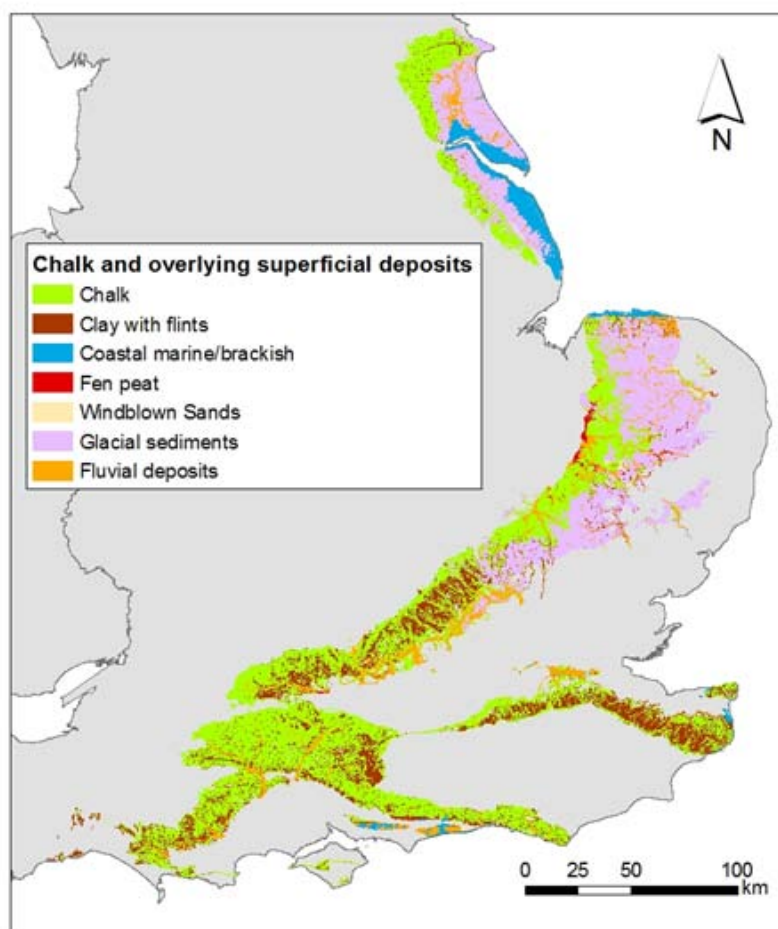 N
Chalk and overlying superficial deposits
Chalk
Clay with flints
Coastal marine/brackish
Fen peat
Windblown Sands
Glacial sediments
Fluvial deposits
0 25 50 100
km